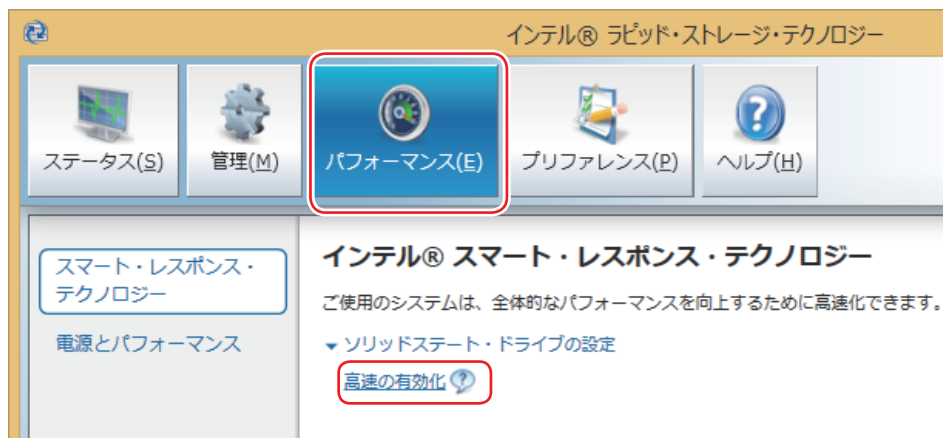 インテル® ラピッド・ストレージ・テクノロジー
ステータス(S) 管理(M) パフォーマンス(E) プリファレンス(P) ヘルプ(H)
スマート・レスポンス・
テクノロジー
電源とパフォーマンス
インテル® スマート・レスポンス・テクノロジー
ご使用のシステムは、全体的なパフォーマンスを向上するために高速化できます。
ソリッドステート・ドライブの設定
高速の有効化